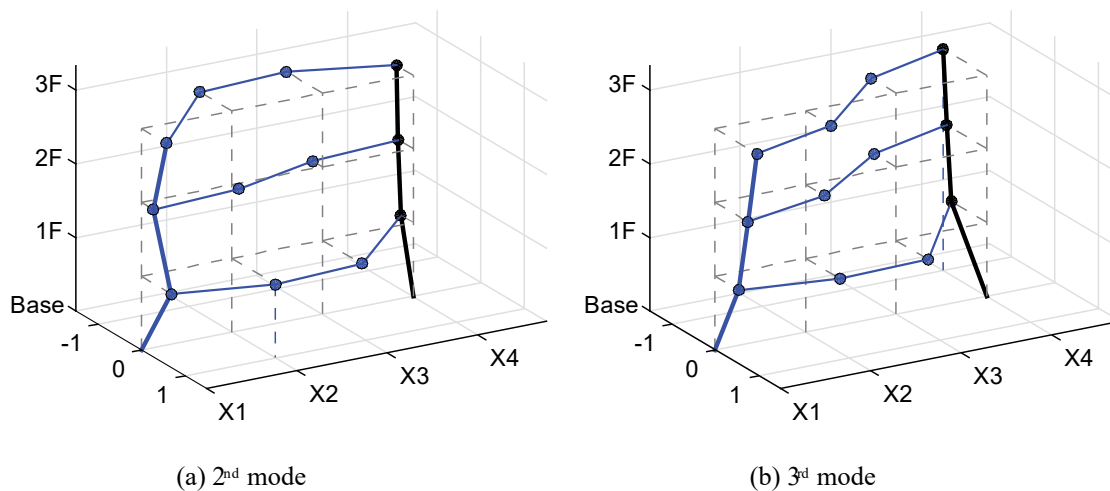 3F
2F
1F
Base
-1
0
1
X1
X2
X3
X4
(a) 2nd mode
3F
2F
1F
Base
-1
0
1
X1
X2
X3
X4
(b) 3rd mode